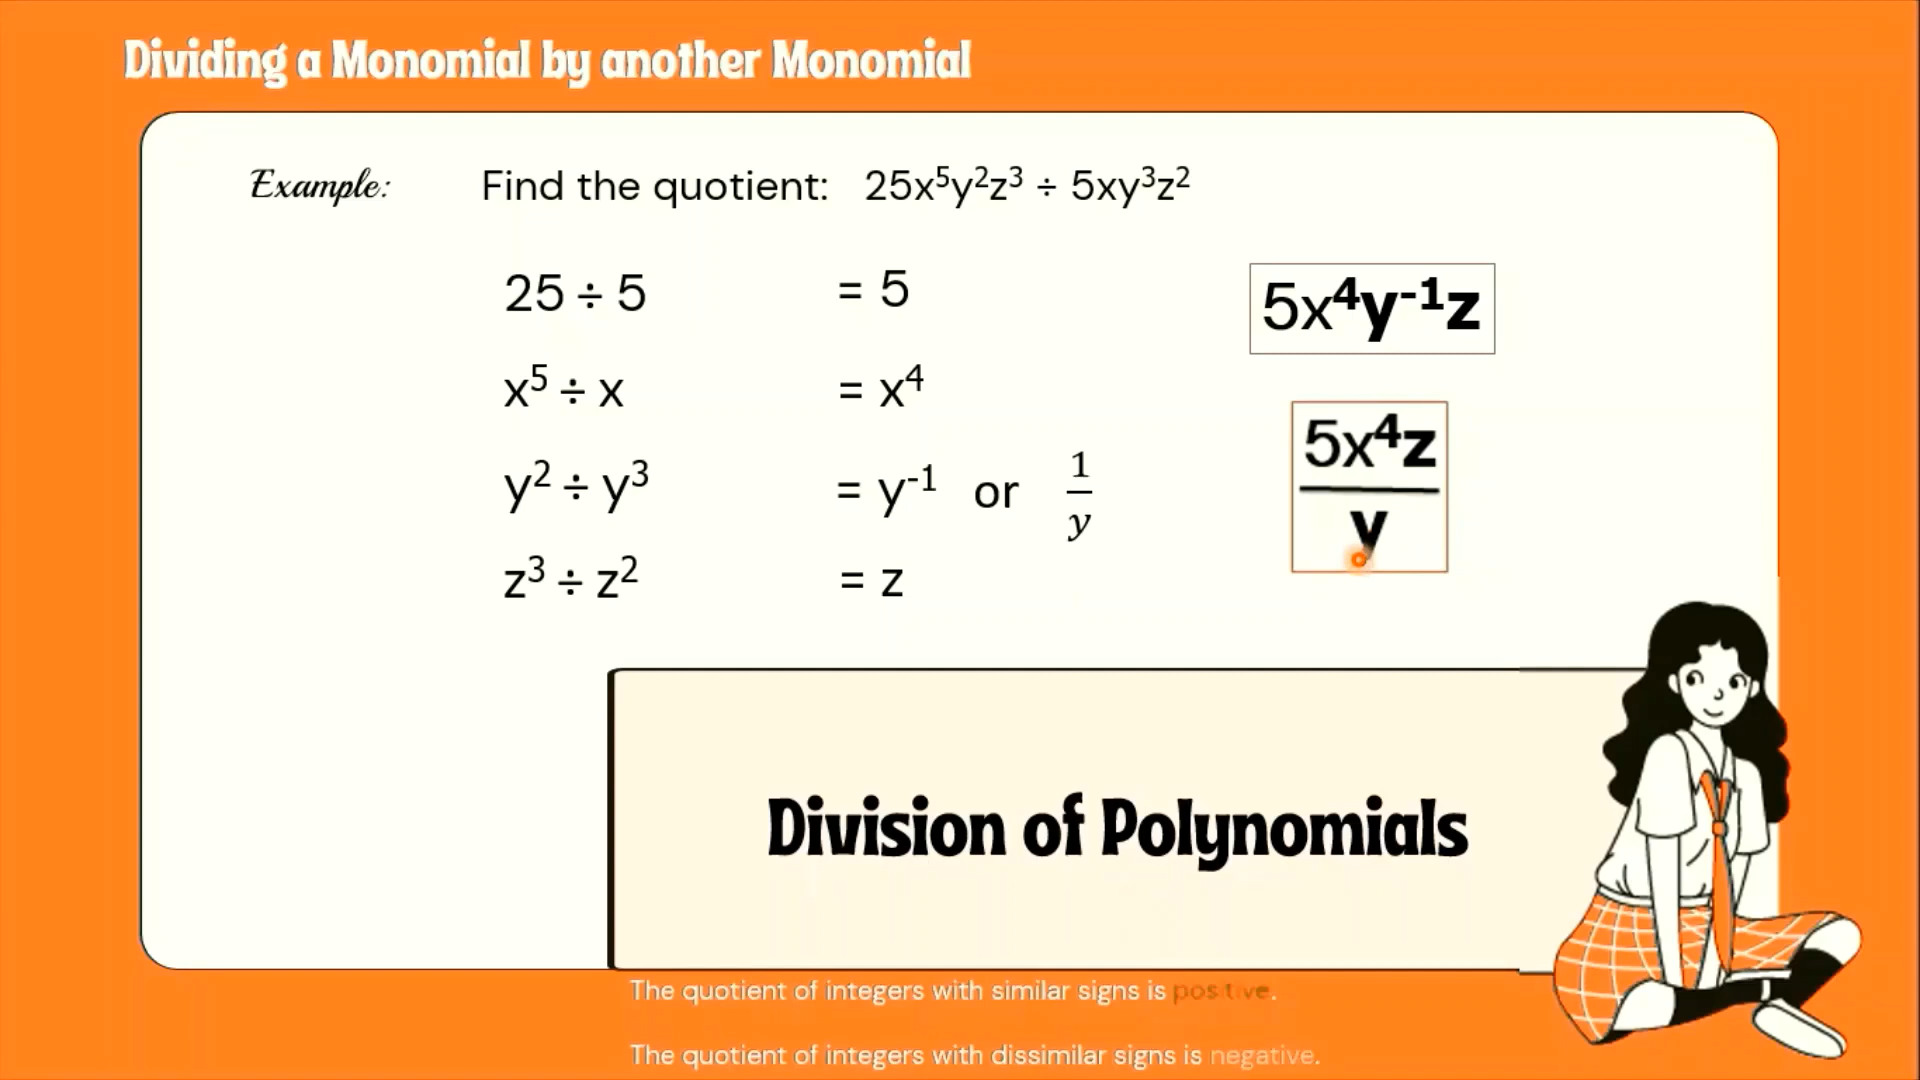 Dividing a Monomial by another Monomial
Example: Find the quotient: 25x⁵y²z³ ÷ 5xy³z²
25 ÷ 5 = 5
5x⁴y⁻¹z
x⁵ ÷ x = x⁴
5x⁴z
y
y² ÷ y³ = y⁻¹ or 1/y
z³ ÷ z² = z
Division of Polynomials
The quotient of integers with similar signs is positive.
The quotient of integers with dissimilar signs is negative.